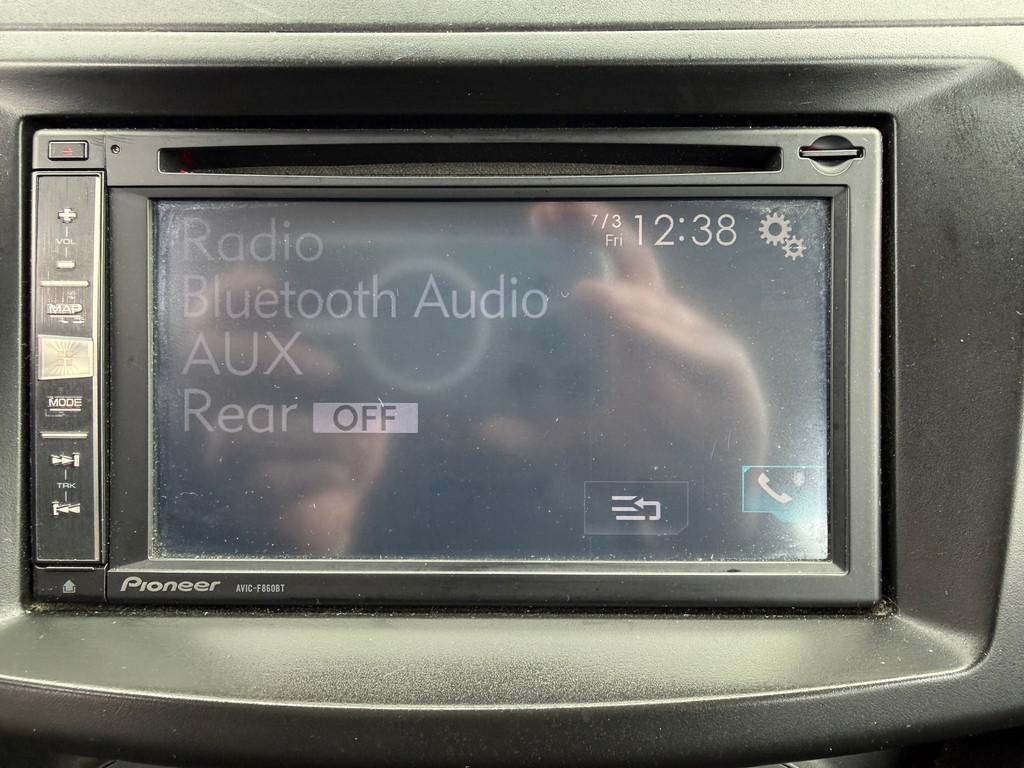 Radio
Bluetooth Audio
AUX
Rear OFF
7/3
Fri 12:38
VOL
MAP
MODE
TRK
Pioneer AVIC-F860BT